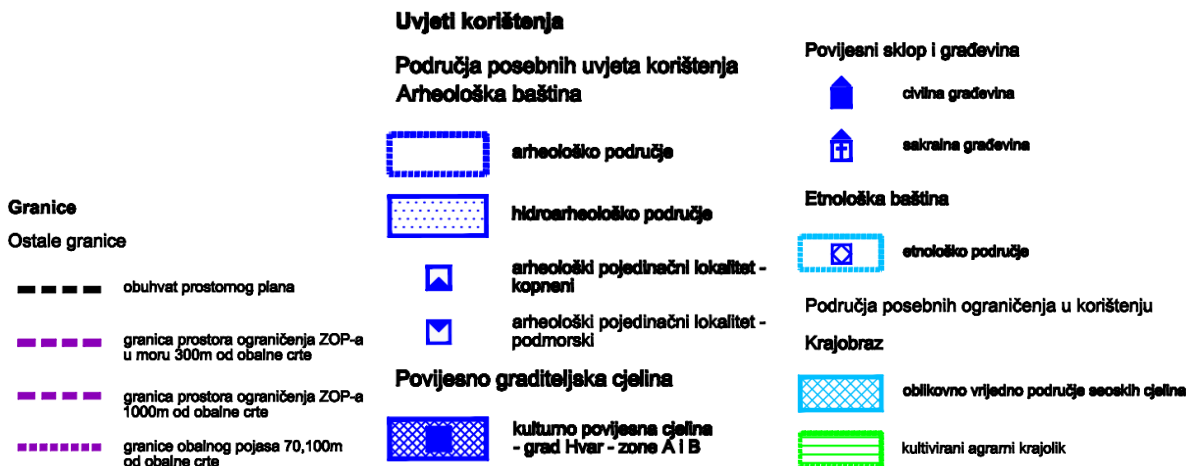 Granice
Ostale granice
obuhvat prostornog plana
granica prostora ograničenja ZOP-a
u moru 300m od obalne crte
granica prostora ograničenja ZOP-a
1000m od obalne crte
granice obalnog pojasa 70,100m
od obalne crte
Uvjeti korištenja
Područja posebnih uvjeta korištenja
Arheološka baština
arheološko područje
hidroarheološko područje
arheološki pojedinačni lokalitet -
kopneni
arheološki pojedinačni lokalitet -
podmorski
Povijesno graditeljska cjelina
kulturno povijesna cjelina
- grad Hvar - zone A i B
Povijesni sklop i građevina
civilna građevina
sakralna građevina
Etnološka baština
etnološko područje
Područja posebnih ograničenja u korištenju
Krajobraz
oblikovno vrijedno područje seoskih cjelina
kultivirani agrarni krajolik